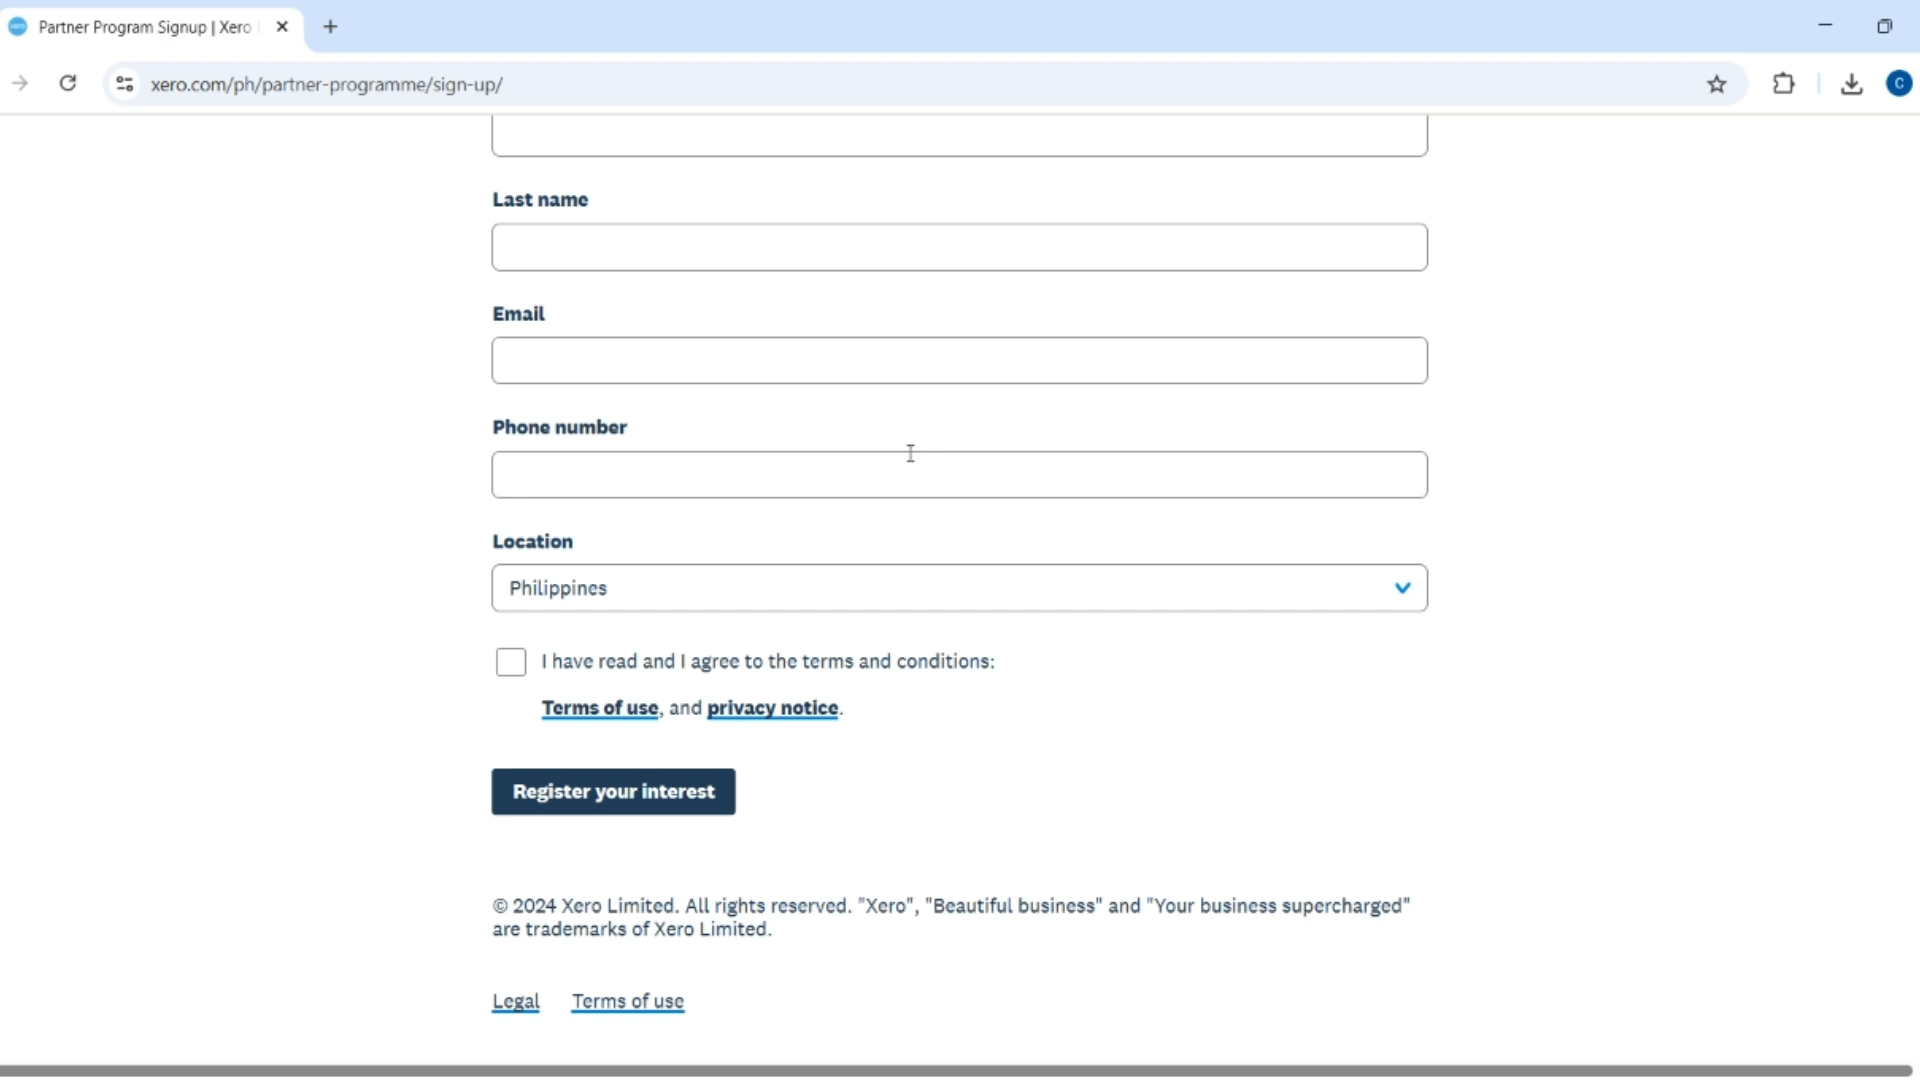 Partner Program Signup | Xero
xero.com/ph/partner-programme/sign-up/
C
Last name
Email
Phone number
Location
Philippines
I have read and I agree to the terms and conditions:
Terms of use, and privacy notice.
Register your interest
© 2024 Xero Limited. All rights reserved. "Xero", "Beautiful business" and "Your business supercharged"
are trademarks of Xero Limited.
Legal Terms of use